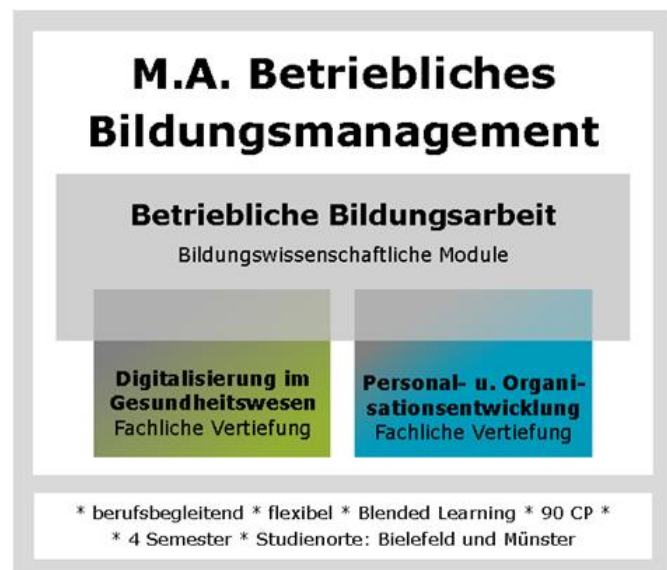 M.A. Betriebliches
Bildungsmanagement
Betriebliche Bildungsarbeit
Bildungswissenschaftliche Module
Digitalisierung im
Gesundheitswesen
Fachliche Vertiefung
Personal- u. Organi-
sationsentwicklung
Fachliche Vertiefung
* berufsbegleitend * flexibel * Blended Learning * 90 CP *
* 4 Semester * Studienorte: Bielefeld und Münster